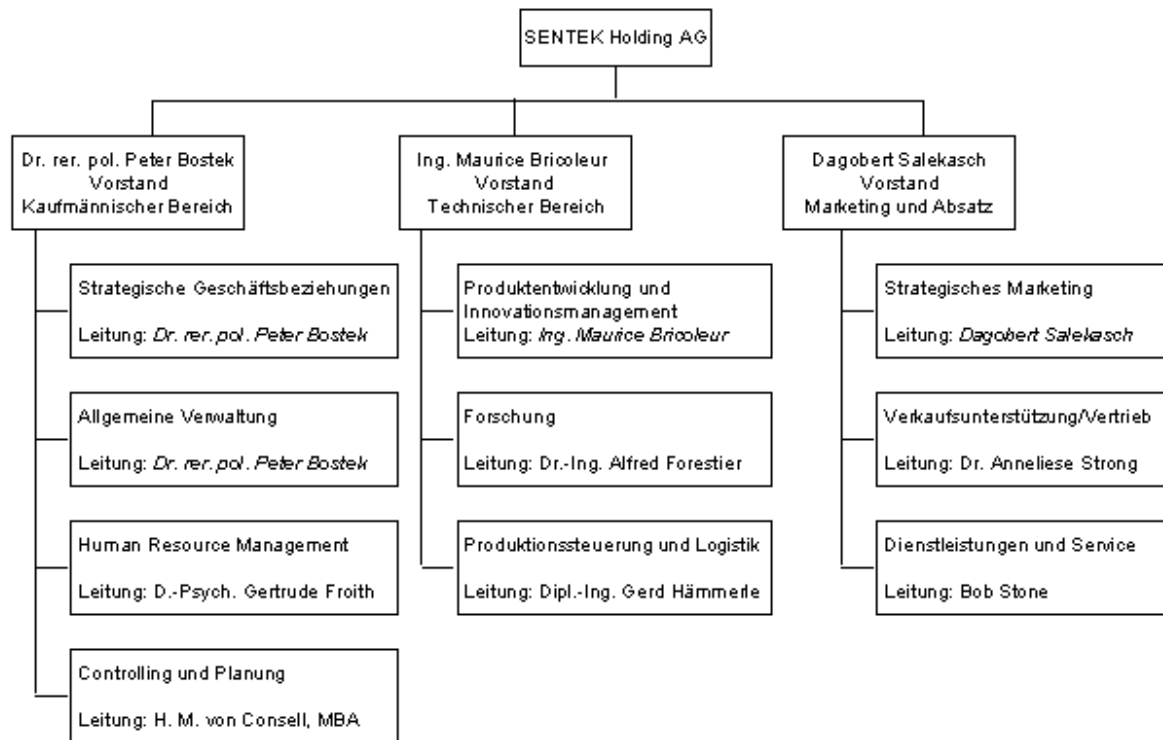 SENTEK Holding AG
Dr. rer. pol. Peter Bostek
Vorstand
Kaufmännischer Bereich
Strategische Geschäftsbeziehungen
Leitung: Dr. rer. pol. Peter Bostek
Allgemeine Verwaltung
Leitung: Dr. rer. pol. Peter Bostek
Human Resource Management
Leitung: D.-Psych. Gertrude Froith
Controlling und Planung
Leitung: H. M. von Consell, MBA
Ing. Maurice Bricoleur
Vorstand
Technischer Bereich
Produktentwicklung und
Innovationsmanagement
Leitung: Ing. Maurice Bricoleur
Forschung
Leitung: Dr.-Ing. Alfred Forestier
Produktionssteuerung und Logistik
Leitung: Dipl.-Ing. Gerd Hämmerle
Dagobert Salekasch
Vorstand
Marketing und Absatz
Strategisches Marketing
Leitung: Dagobert Salekasch
Verkaufsunterstützung/Vertrieb
Leitung: Dr. Anneliese Strong
Dienstleistungen und Service
Leitung: Bob Stone